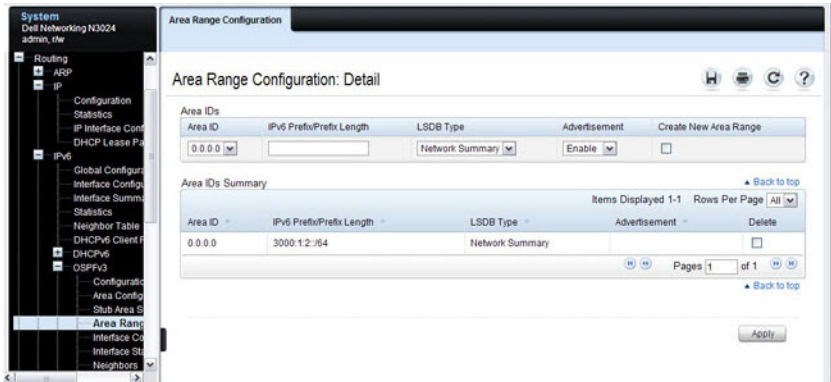 System
Dell Networking N3024
admin, r/w
Routing
ARP
IP
Configuration
Statistics
IP Interface Conf
DHCP Lease Pa
IPv6
Global Configura
Interface Configu
Interface Summa
Statistics
Neighbor Table
DHCPv6 Client F
DHCPv6
OSPFv3
Configuratio
Area Config
Stub Area S
Area Rang
Interface Co
Interface Sta
Neighbors
Area Range Configuration
Area Range Configuration: Detail
Area IDs
Area ID IPv6 Prefix/Prefix Length LSDB Type Advertisement Create New Area Range
0.0.0.0 Network Summary Enable
Area IDs Summary Back to top
Items Displayed 1-1 Rows Per Page All
Area ID IPv6 Prefix/Prefix Length LSDB Type Advertisement Delete
0.0.0.0 3000:1:2::/64 Network Summary
Pages 1 of 1
Back to top
Apply